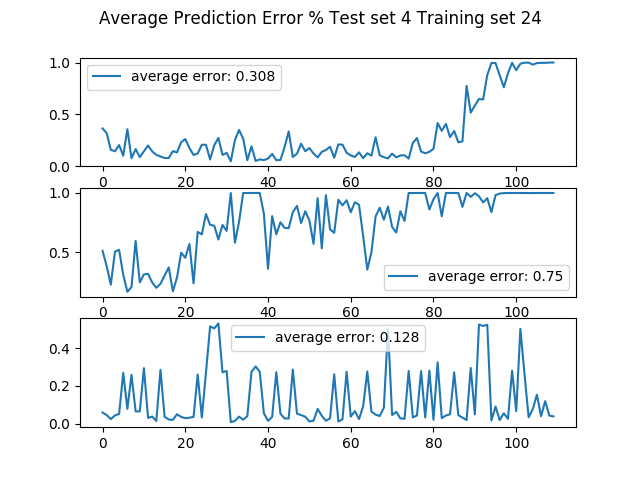 Average Prediction Error % Test set 4 Training set 24
1.0
average error: 0.308
0.5
0.0
0 20 40 60 80 100
1.0
0.5
average error: 0.75
0 20 40 60 80 100
average error: 0.128
0.4
0.2
0.0
0 20 40 60 80 100